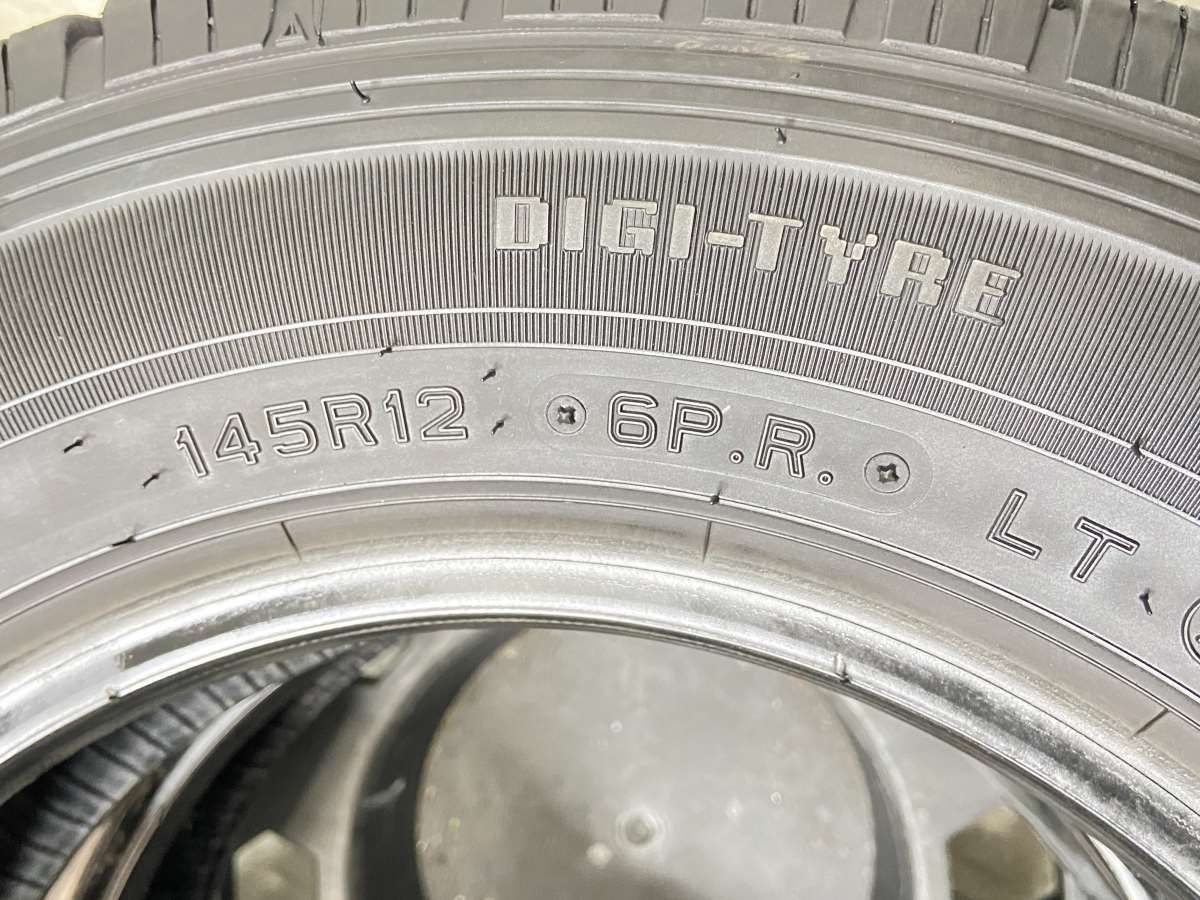 DIGI-TYRE
145R12 6P.R. LT